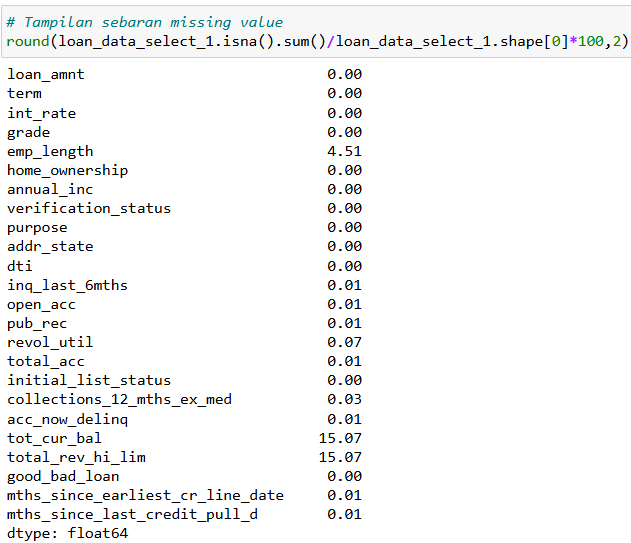 # Tampilan sebaran missing value
round(loan_data_select_1.isna().sum()/loan_data_select_1.shape[0]*100,2)
loan_amnt 0.00
term 0.00
int_rate 0.00
grade 0.00
emp_length 4.51
home_ownership 0.00
annual_inc 0.00
verification_status 0.00
purpose 0.00
addr_state 0.00
dti 0.00
inq_last_6mths 0.01
open_acc 0.01
pub_rec 0.01
revol_util 0.07
total_acc 0.01
initial_list_status 0.00
collections_12_mths_ex_med 0.03
acc_now_delinq 0.01
tot_cur_bal 15.07
total_rev_hi_lim 15.07
good_bad_loan 0.00
mths_since_earliest_cr_line_date 0.01
mths_since_last_credit_pull_d 0.01
dtype: float64